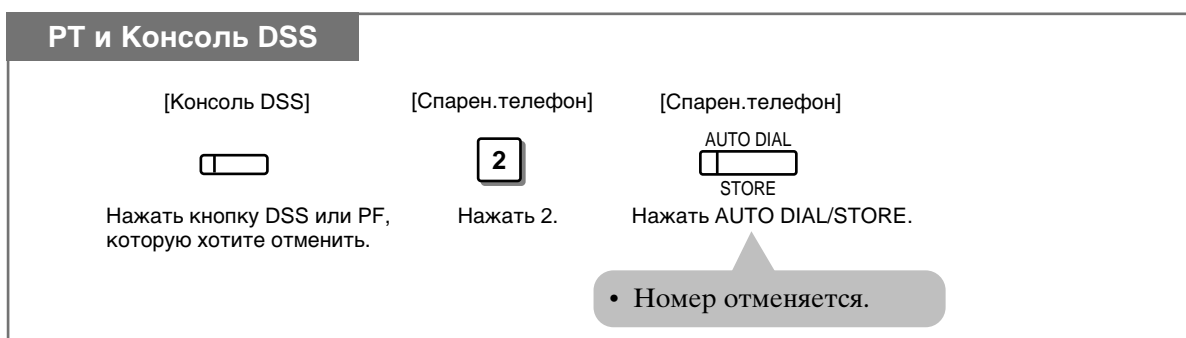 РТ и Консоль DSS
[Консоль DSS]
[Спарен.телефон]
[Спарен.телефон]
2
AUTO DIAL
STORE
Нажать кнопку DSS или PF,
которую хотите отменить.
Нажать 2.
Нажать AUTO DIAL/STORE.
• Номер отменяется.